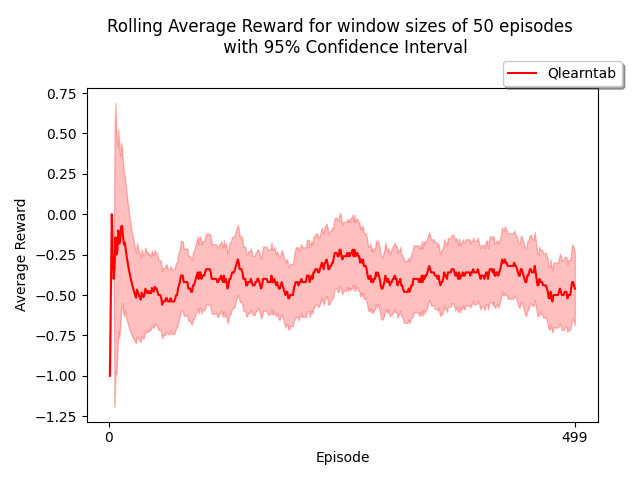 Rolling Average Reward for window sizes of 50 episodes
with 95% Confidence Interval
Qlearntab
0.75
0.50
0.25
0.00
−0.25
−0.50
−0.75
−1.00
−1.25
Average Reward
0
499
Episode